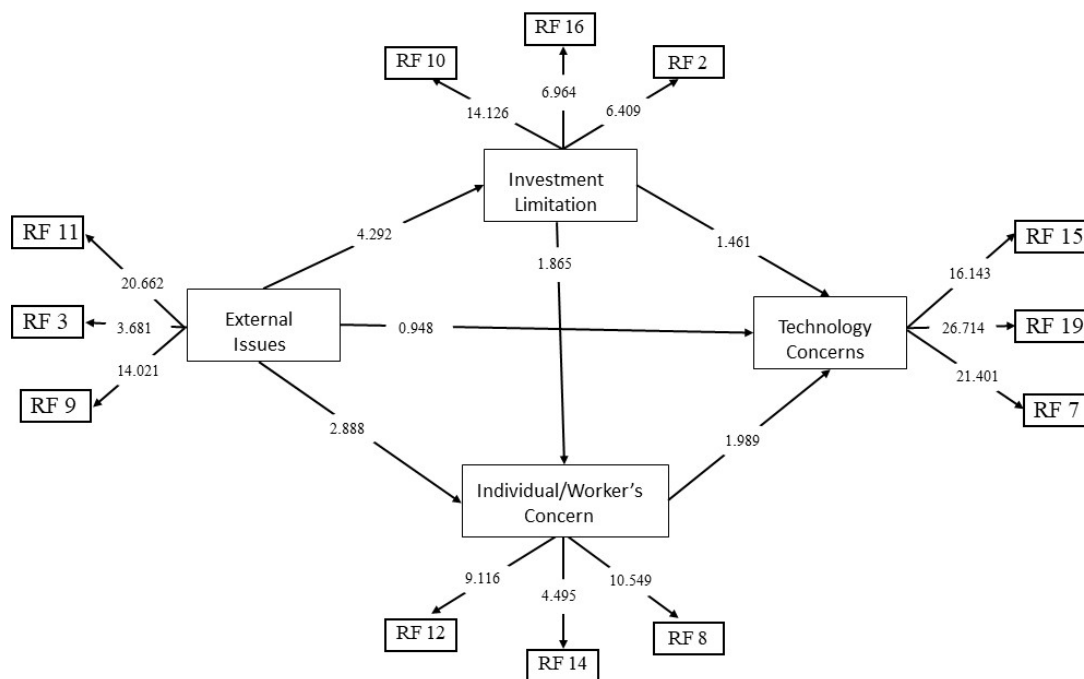 RF 16
RF 10
RF 2
6.964
14.126
6.409
Investment
Limitation
RF 11
4.292
1.461
RF 15
1.865
20.662
16.143
RF 3
3.681
External
Issues
0.948
Technology
Concerns
26.714
RF 19
14.021
21.401
RF 9
RF 7
2.888
1.989
Individual/Worker's
Concern
9.116
4.495
10.549
RF 12
RF 14
RF 8